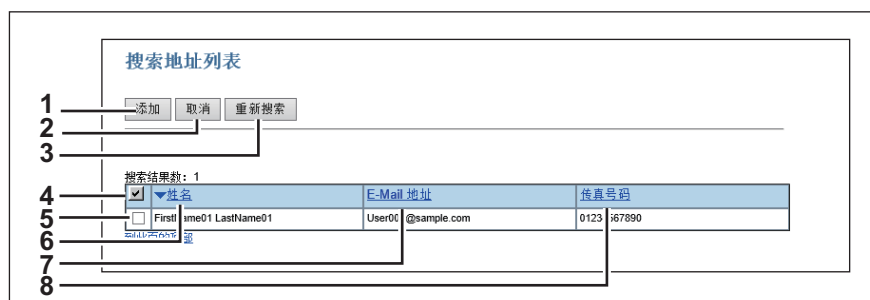 搜索地址列表
1 添加 取消 重新搜索
2
3
搜索结果数：1
4 ▼姓名 E-Mail 地址 传真号码
5 LastName01 @sample.com
6
7
8